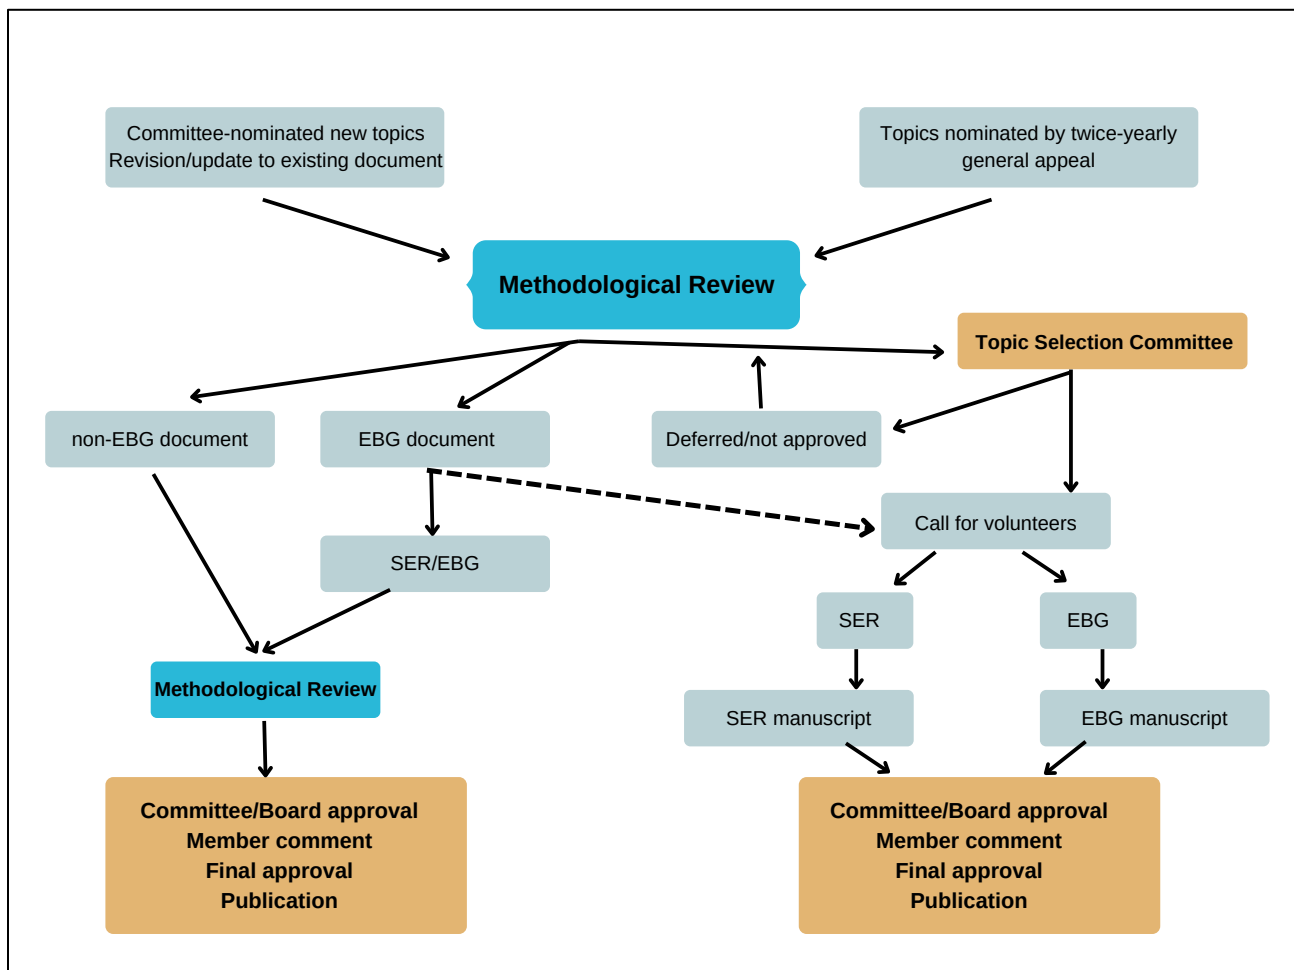 Committee-nominated new topics
Revision/update to existing document
Topics nominated by twice-yearly
general appeal
Methodological Review
Topic Selection Committee
non-EBG document
EBG document
Deferred/not approved
Call for volunteers
SER/EBG
SER
EBG
Methodological Review
SER manuscript
EBG manuscript
Committee/Board approval
Member comment
Final approval
Publication
Committee/Board approval
Member comment
Final approval
Publication